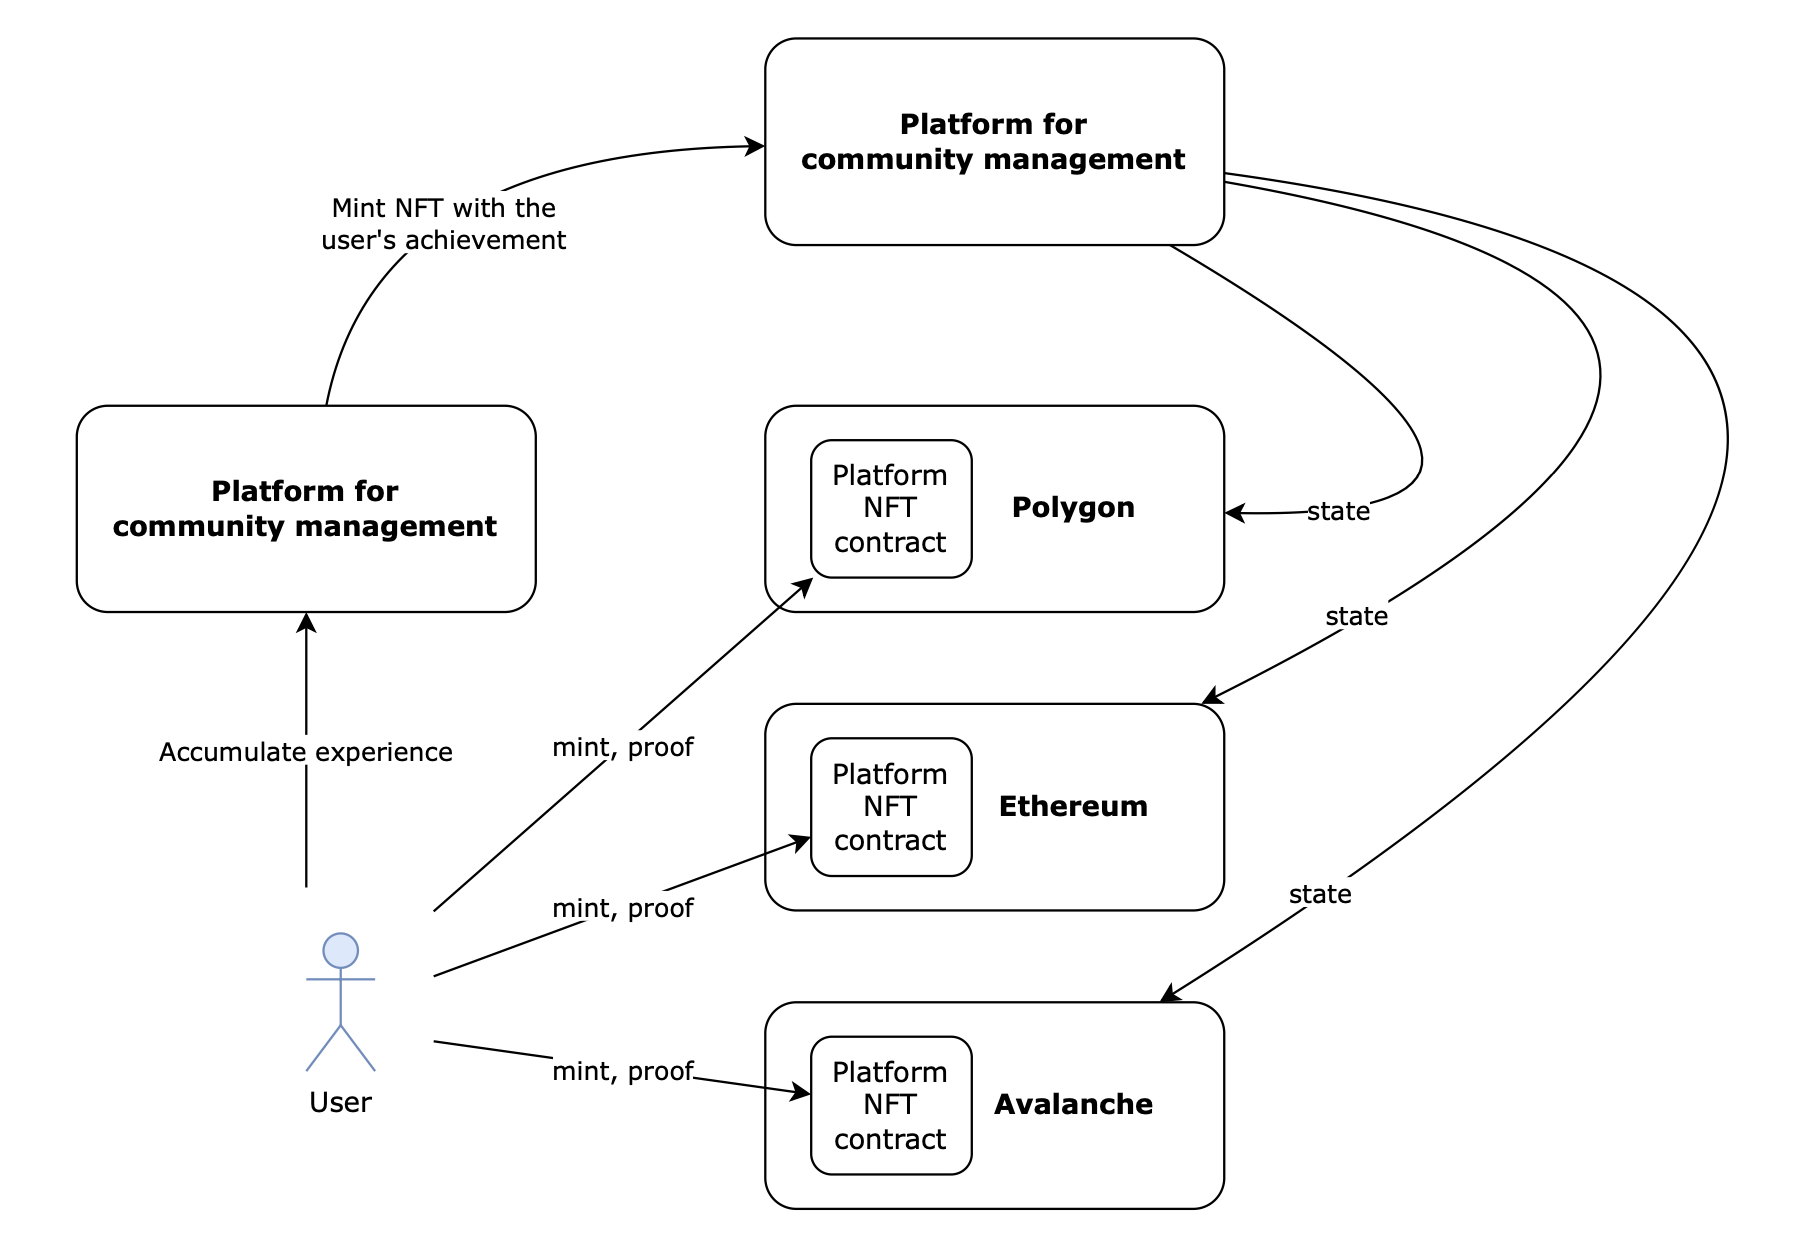 Platform for
community management
Mint NFT with the
user's achievement
Platform for
community management
Platform
NFT
contract
Polygon
state
state
Accumulate experience
mint, proof
Platform
NFT
contract
Ethereum
mint, proof
state
mint, proof
Platform
NFT
contract
Avalanche
User